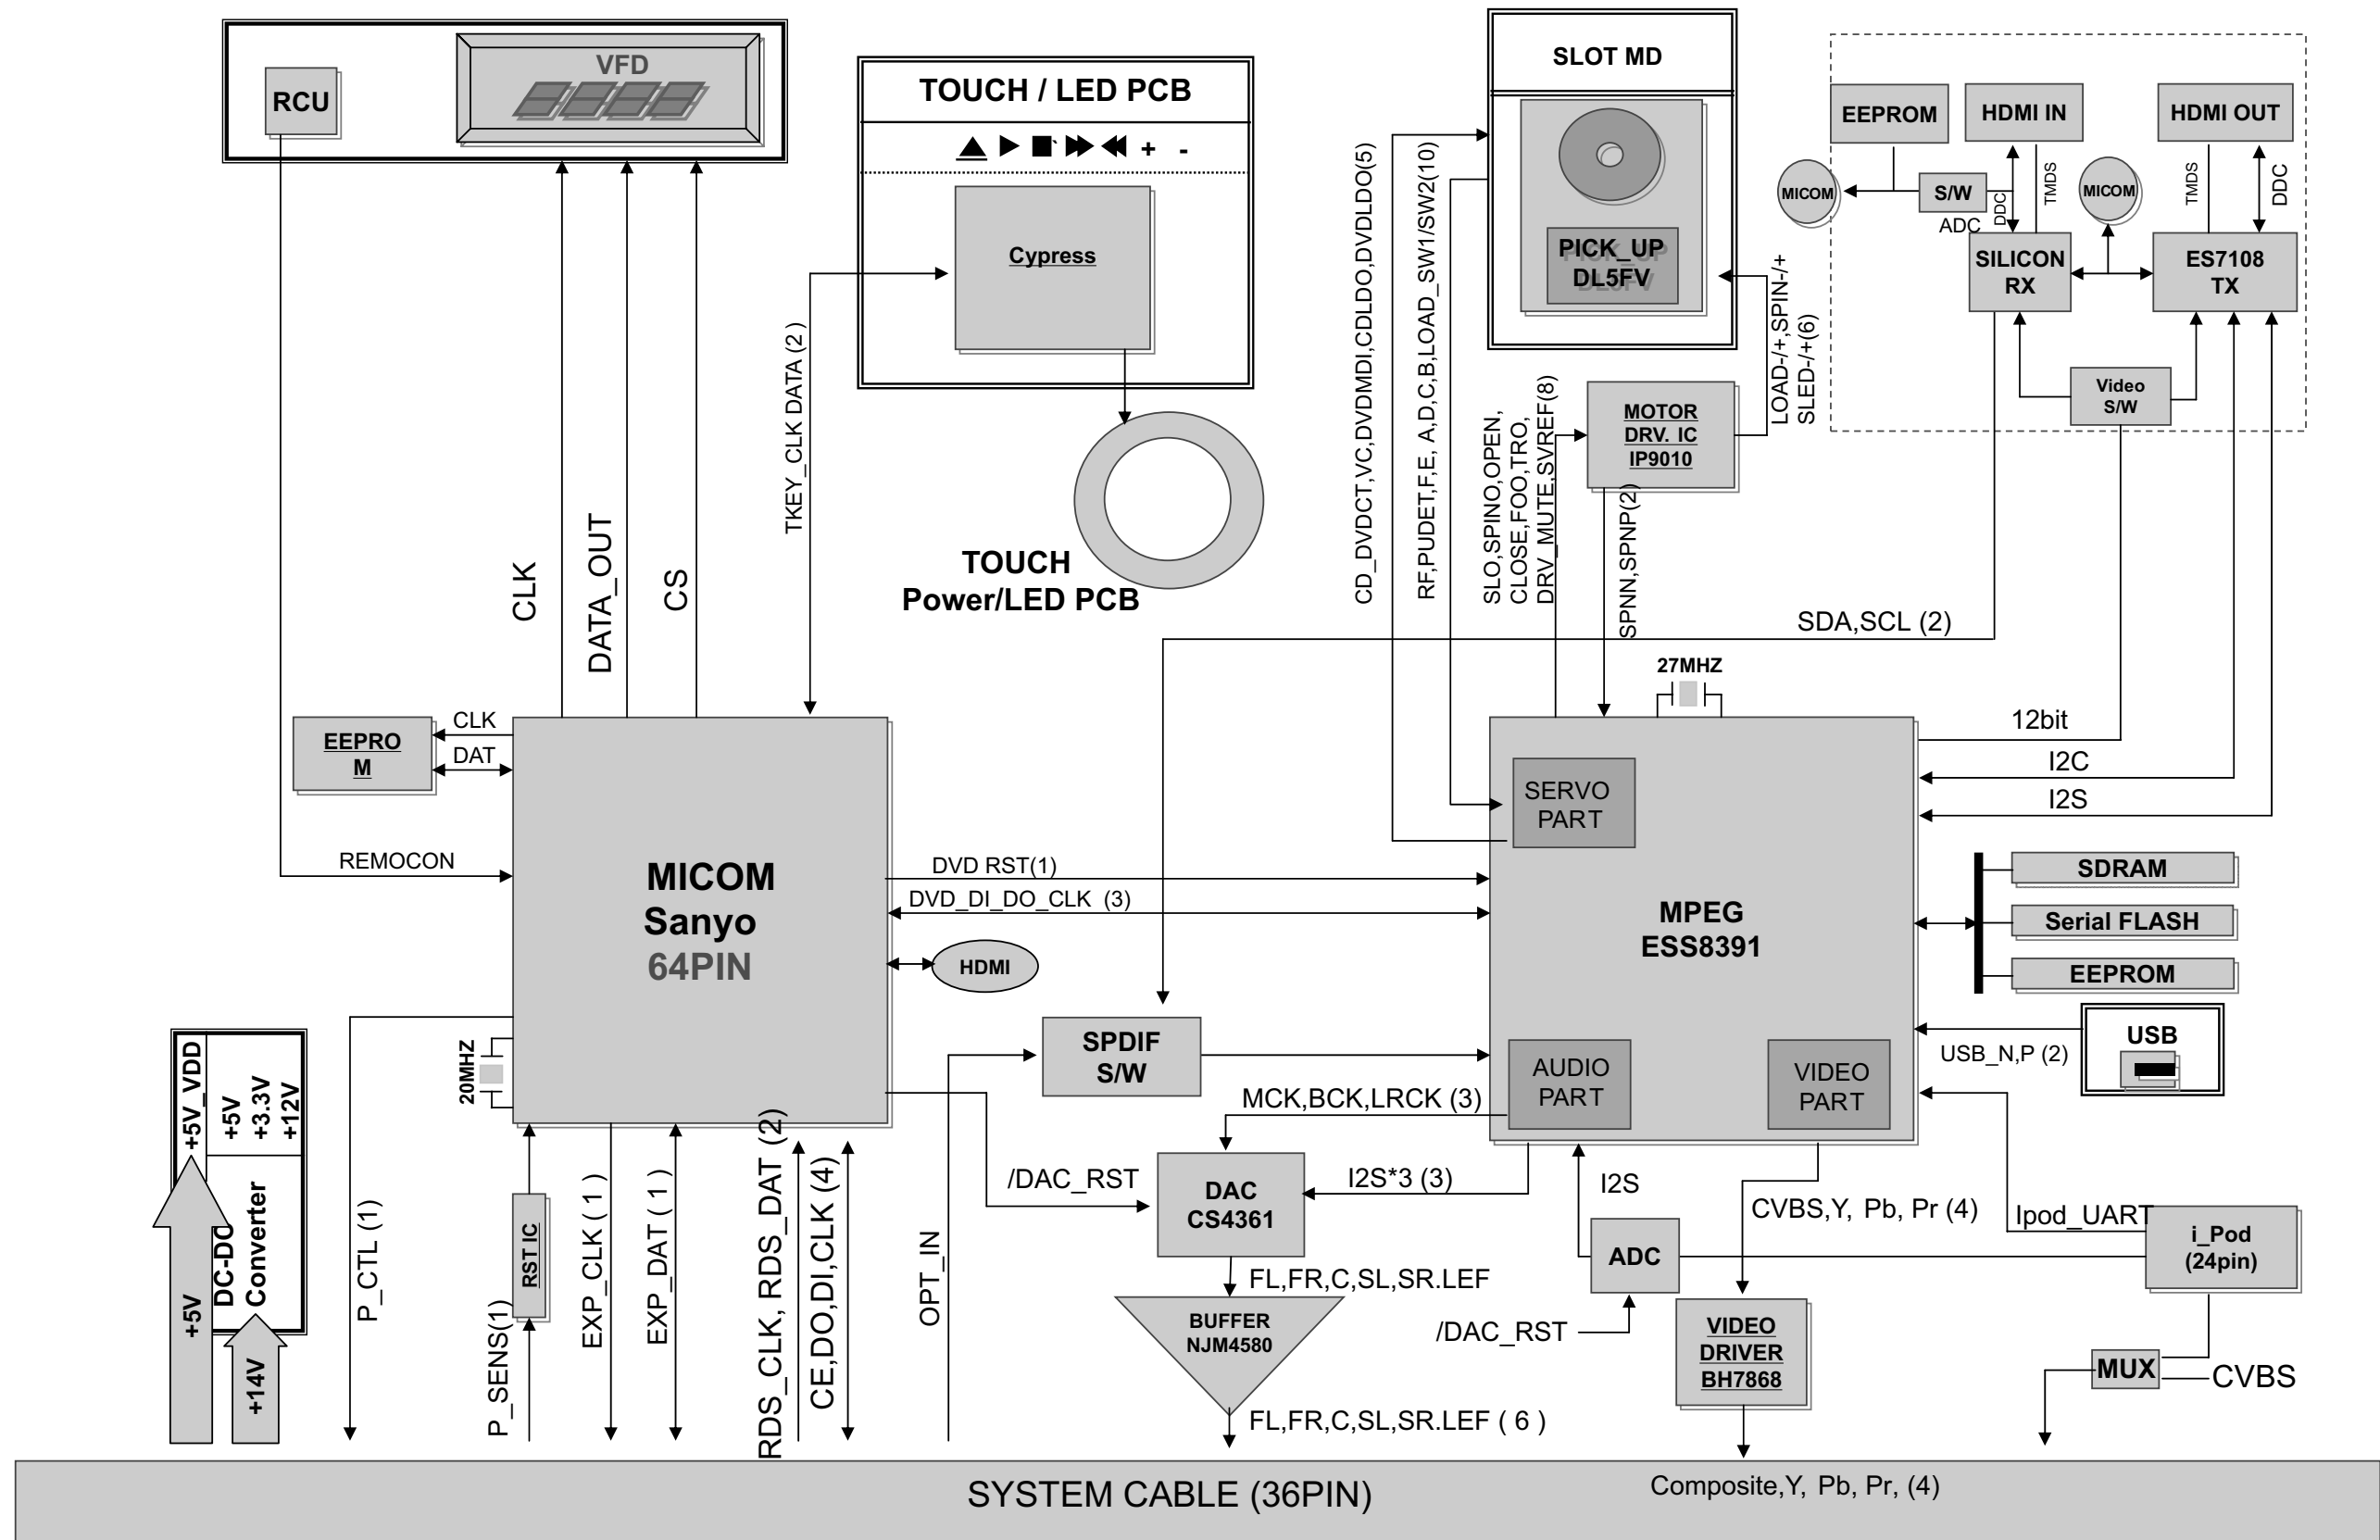 RCU
VFD
TOUCH / LED PCB
+ -
Cypress
TOUCH
Power/LED PCB
SLOT MD
PICK_UP
DL5FV
EEPROM
HDMI IN
HDMI OUT
MICOM
S/W
ADC
DDC
TMDS
MICOM
TMDS
DDC
SILICON
RX
ES7108
TX
Video
S/W
MOTOR
DRV. IC
IP9010
LOAD-/+,SPIN-/+
SLED-/+(6)
CD_DVDCT,VC,DVDMDI,CDLDO,DVDLDO(5)
RF,PUDET,F,E, A,D,C,B,LOAD_SW1/SW2(10)
SLO,SPINO,OPEN,
CLOSE,FOO,TRO,
DRV_MUTE,SVREF(8)
SPNN,SPNP(2)
TKEY_CLK DATA (2 )
CLK
DATA_OUT
CS
SDA,SCL (2)
27MHZ
EEPRO
M
CLK
DAT
REMOCON
MICOM
Sanyo
64PIN
DVD RST(1)
DVD_DI_DO_CLK (3)
HDMI
SERVO
PART
MPEG
ESS8391
12bit
I2C
I2S
SDRAM
Serial FLASH
EEPROM
USB
USB_N,P (2)
20MHZ
SPDIF
S/W
AUDIO
PART
VIDEO
PART
MCK,BCK,LRCK (3)
+5V_VDD
+5V
+3.3V
+12V
DC-DC
Converter
+5V
+14V
P_CTL (1)
RST IC
P_SENS(1)
EXP_CLK ( 1 )
EXP_DAT ( 1 )
RDS_CLK, RDS_DAT (2)
CE,DO,DI,CLK (4)
OPT_IN
/DAC_RST
DAC
CS4361
I2S*3 (3)
I2S
CVBS,Y, Pb, Pr (4)
Ipod_UART
i_Pod
(24pin)
ADC
/DAC_RST
FL,FR,C,SL,SR.LEF
BUFFER
NJM4580
VIDEO
DRIVER
BH7868
MUX
CVBS
FL,FR,C,SL,SR.LEF ( 6 )
SYSTEM CABLE (36PIN)
Composite,Y, Pb, Pr, (4)